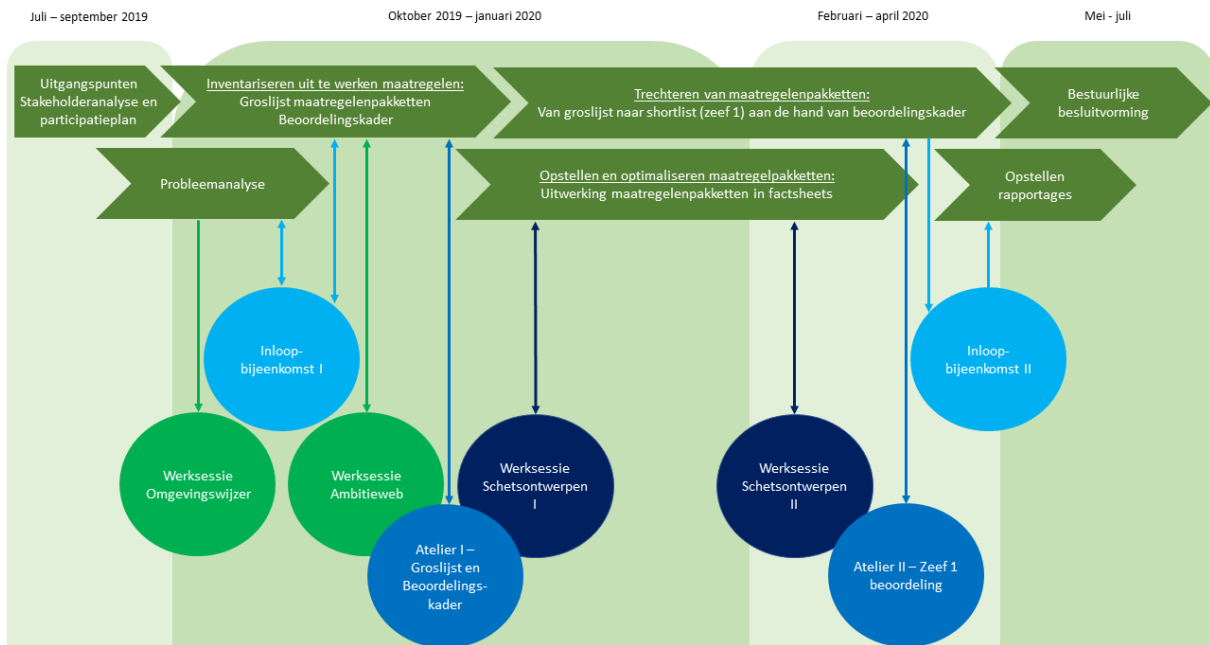 Juli – september 2019
Oktober 2019 – januari 2020
Februari – april 2020
Mei - juli
Uitgangspunten
Stakeholderanalyse en
participatieplan
Inventariseren uit te werken maatregelen:
Groslijst maatregelenpakketten
Beoordelingskader
Trechteren van maatregelenpakketten:
Van groslijst naar shortlist (zeef 1) aan de hand van beoordelingskader
Bestuurlijke
besluitvorming
Probleemanalyse
Opstellen en optimaliseren maatregelpakketten:
Uitwerking maatregelenpakketten in factsheets
Opstellen
rapportages
Inloop-
bijeenkomst I
Inloop-
bijeenkomst II
Werksessie
Omgevingswijzer
Werksessie
Ambitieweb
Werksessie
Schetsontwerpen
I
Werksessie
Schetsontwerpen
II
Atelier I –
Groslijst en
Beoordelings-
kader
Atelier II – Zeef 1
beoordeling